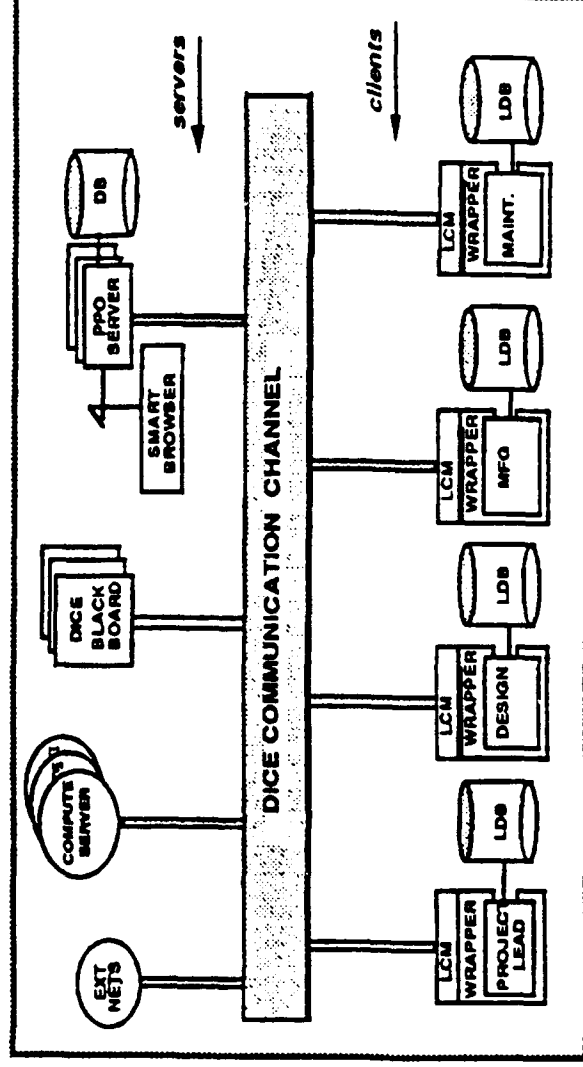 servers
EXT
NETS
COMPUTE
SERVER
DICE
BLACK
BOARD
PPO
SERVER
DB
SMART
BROWSER
DICE COMMUNICATION CHANNEL
clients
LCM
WRAPPER
PROJECT
LEAD
LDB
LCM
WRAPPER
DESIGN
LDB
LCM
WRAPPER
MFG
LDB
LCM
WRAPPER
MAINT.
LDB